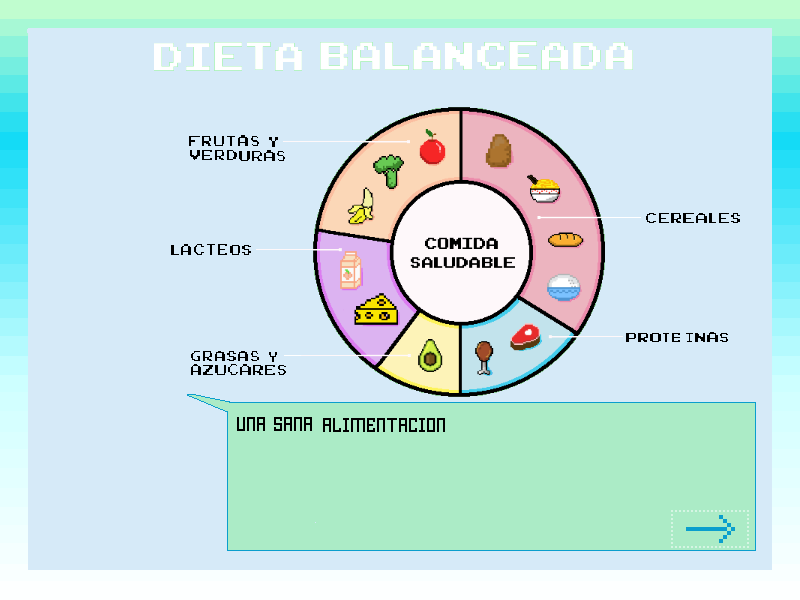 DIETA BALANCEADA
FRUTAS Y
VERDURAS
CEREALES
COMIDA
SALUDABLE
LACTEOS
PROTEINAS
GRASAS Y
AZUCARES
UNA SANA ALIMENTACION